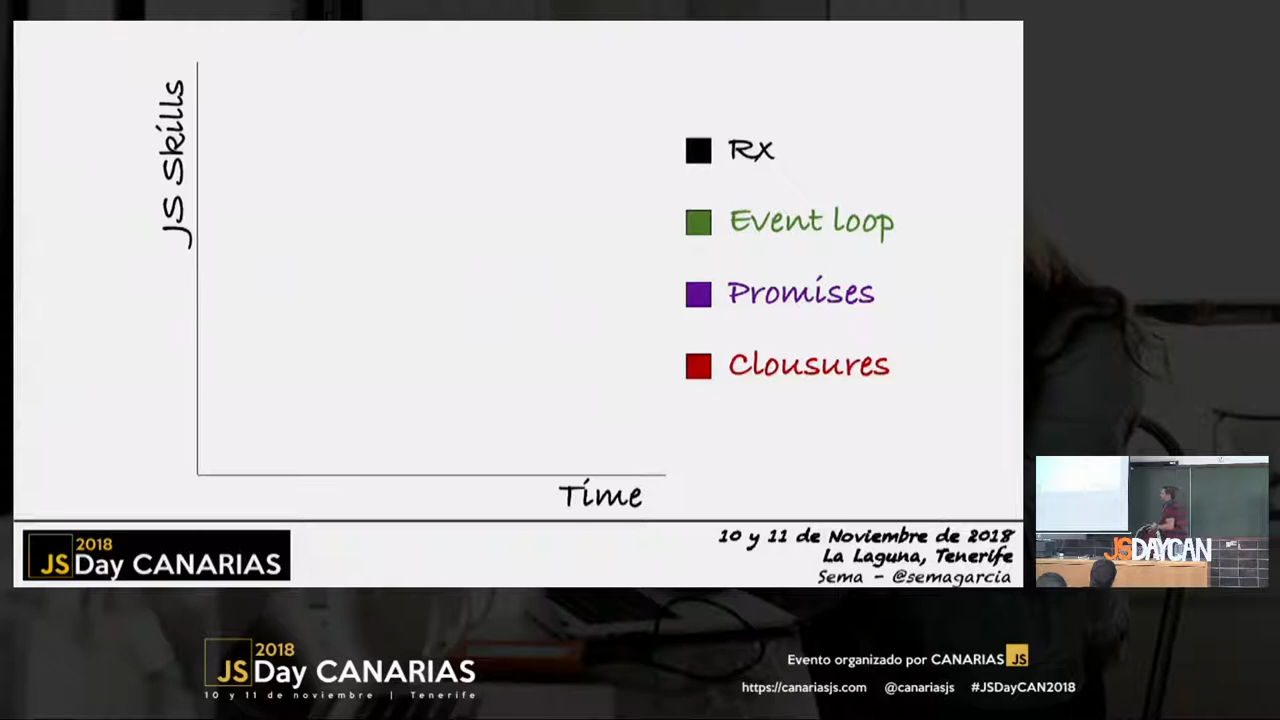 JS Skills
Rx
Event loop
Promises
Clousures
Time
2018
JS Day CANARIAS
10 y 11 de Noviembre de 2018
La Laguna, Tenerife
Sema - @semagarcia
JSDAYCAN
2018
JS Day CANARIAS
10 y 11 de noviembre | Tenerife
Evento organizado por CANARIAS JS
https://canariasjs.com @canariasjs #JSDayCAN2018